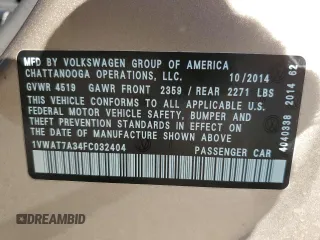 MFD BY VOLKSWAGEN GROUP OF AMERICA
CHATTANOOGA OPERATIONS, LLC. 10/2014
GVWR 4519 GAWR FRONT 2359 / REAR 2271 LBS
THIS VEHICLE CONFORMS TO ALL APPLICABLE U.S.
FEDERAL MOTOR VEHICLE SAFETY, BUMPER AND
THEFT PREVENTION STANDARDS IN EFFECT ON THE
DATE OF MANUFACTURE SHOWN ABOVE.
1VWAT7A34FC032404 PASSENGER CAR
4040338 2014 62
DREAMBID